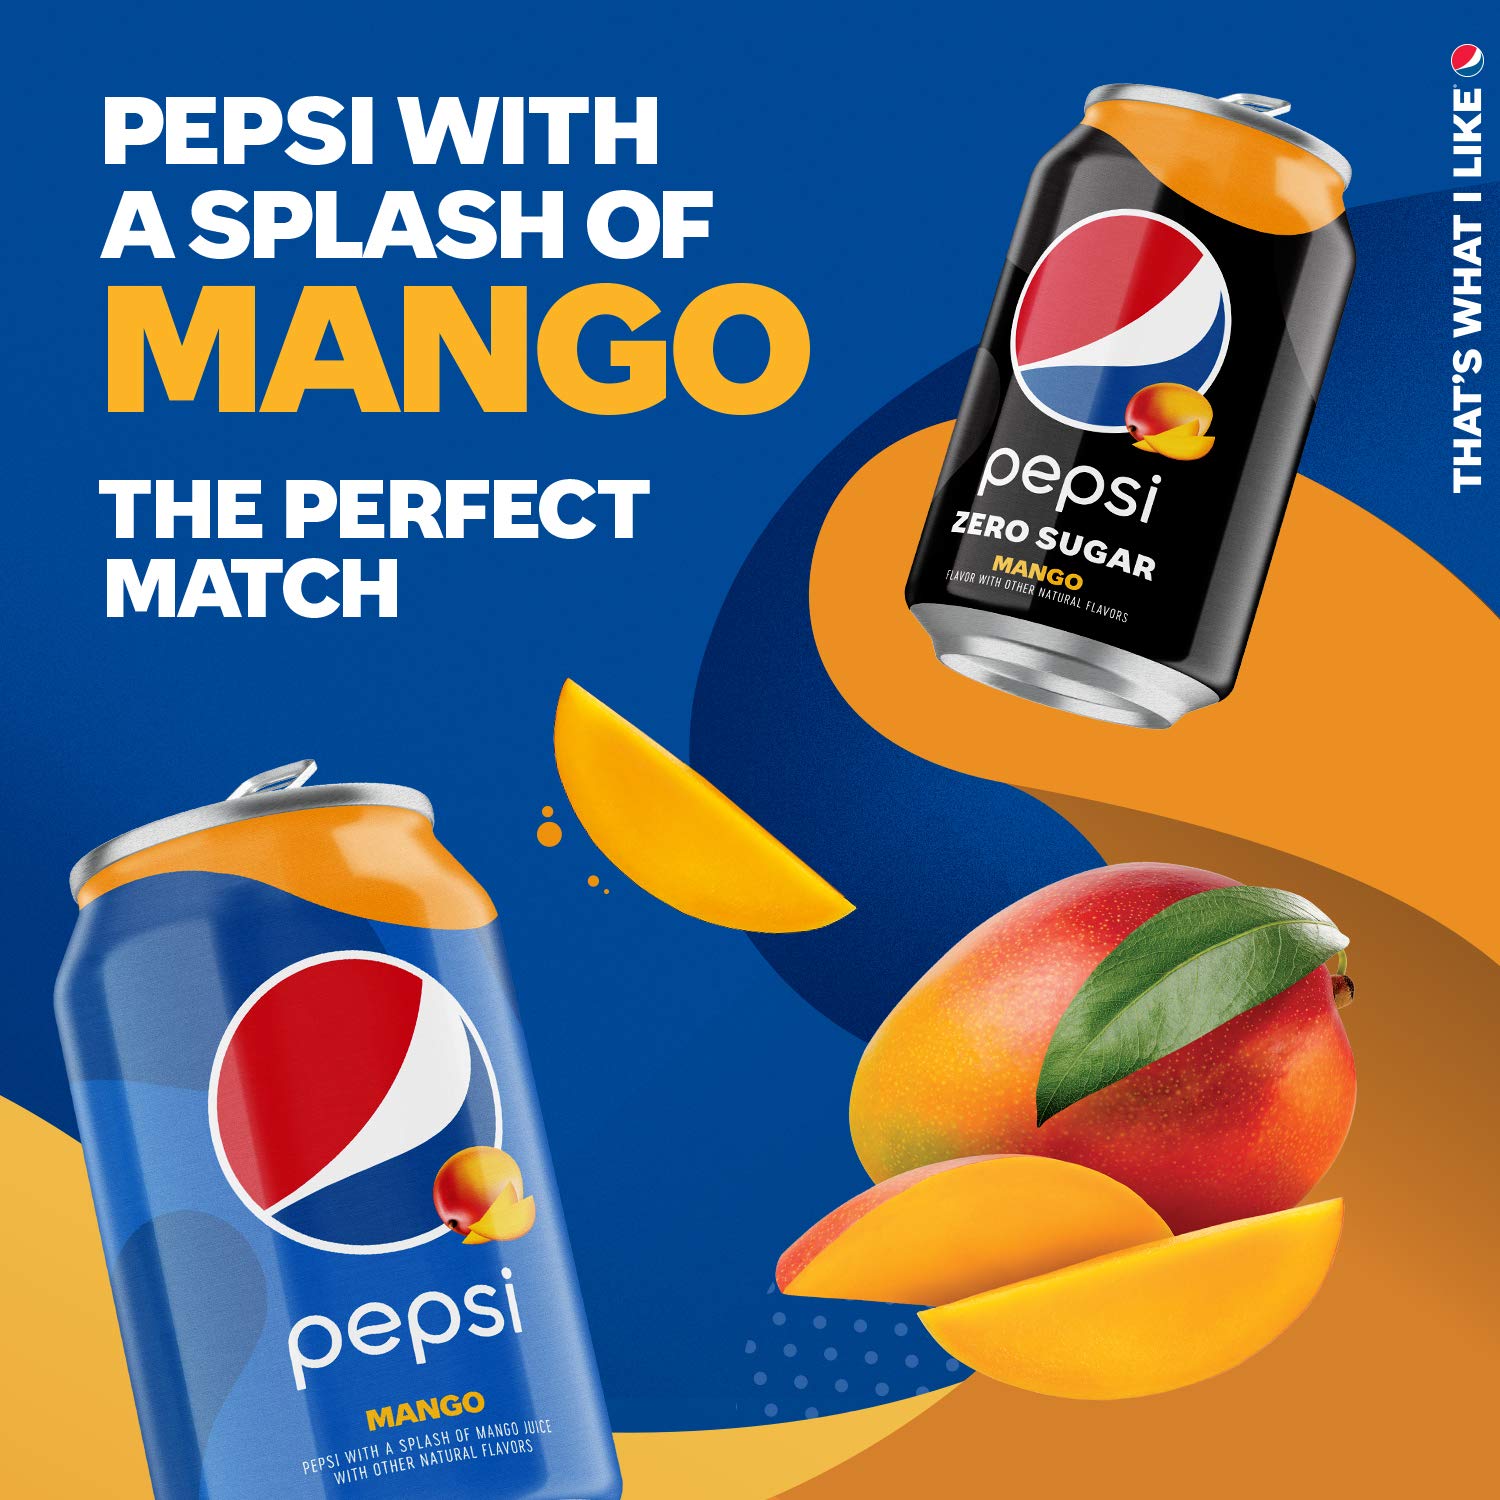 PEPSI WITH
A SPLASH OF
MANGO
THE PERFECT
MATCH
THAT'S WHAT I LIKE
pepsi
ZERO SUGAR
MANGO
FLAVOR WITH OTHER NATURAL FLAVORS
pepsi
MANGO
PEPSI WITH A SPLASH OF MANGO JUICE
WITH OTHER NATURAL FLAVORS